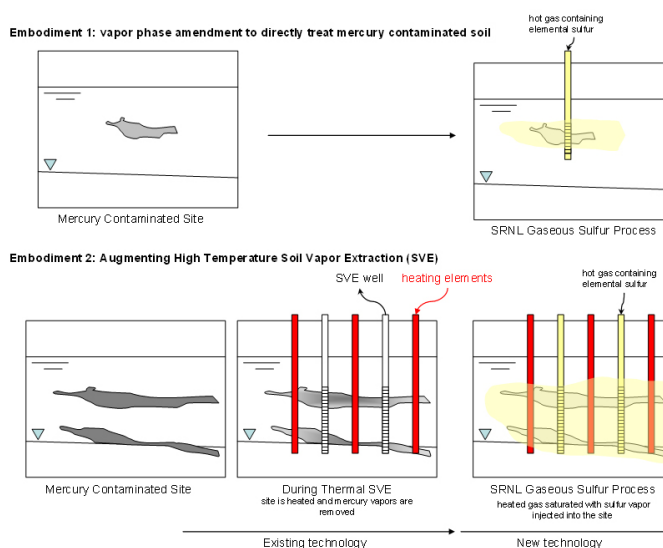 hot gas containing
elemental sulfur
Embodiment 1: vapor phase amendment to directly treat mercury contaminated soil
Mercury Contaminated Site
SRNL Gaseous Sulfur Process
Embodiment 2: Augmenting High Temperature Soil Vapor Extraction (SVE)
SVE well
heating elements
hot gas containing
elemental sulfur
Mercury Contaminated Site
During Thermal SVE
site is heated and mercury vapors are
removed
SRNL Gaseous Sulfur Process
heated gas saturated with sulfur vapor
injected into the site
Existing technology
New technology